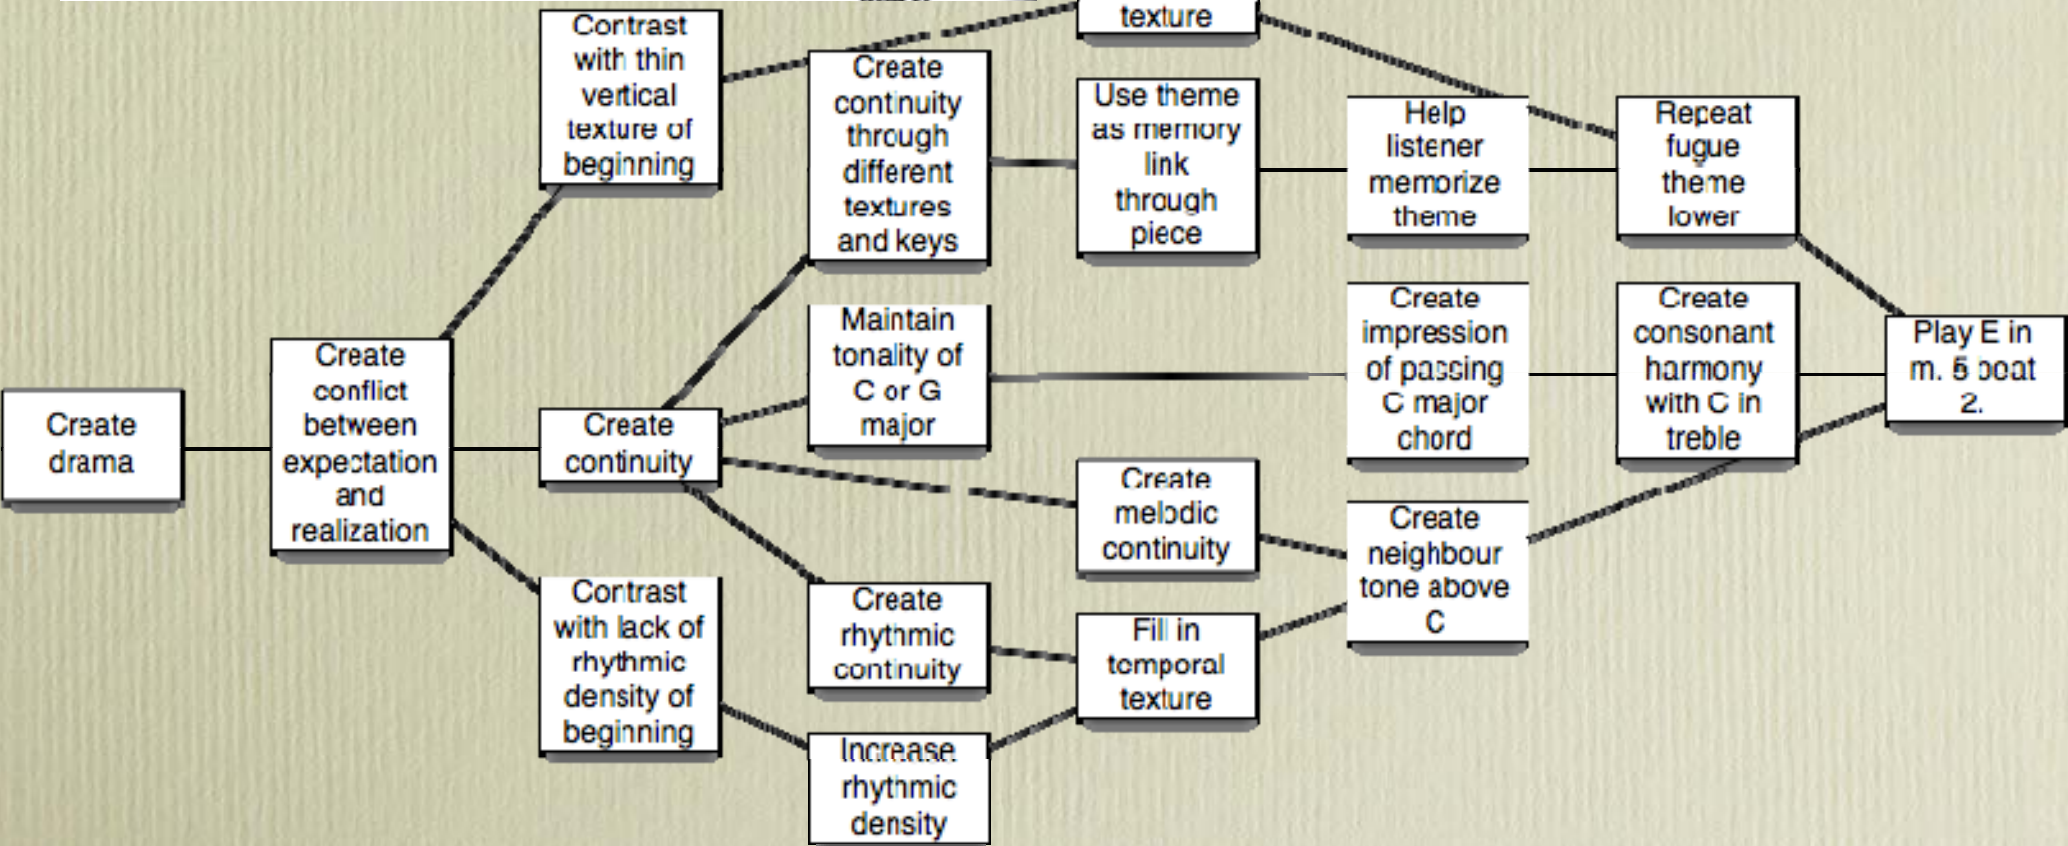 Create
drama
Create
conflict
between
expectation
and
realization
Contrast
with thin
vertical
texture of
beginning
Create
continuity
Contrast
with lack of
rhythmic
density of
beginning
Create
continuity
through
different
textures
and keys
Maintain
tonality of
C or G
major
Create
rhythmic
continuity
Increase
rhythmic
density
texture
Use theme
as memory
link
through
piece
Create
melodic
continuity
Fill in
temporal
texture
Help
listener
memorize
theme
Create
impression
of passing
C major
chord
Create
neighbour
tone above
C
Repeat
fugue
theme
lower
Create
consonant
harmony
with C in
treble
Play E in
m. 5 beat
2.